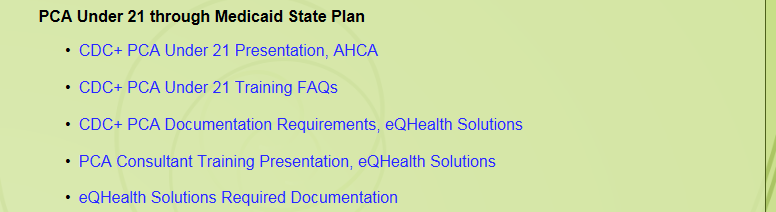 PCA Under 21 through Medicaid State Plan
• CDC+ PCA Under 21 Presentation, AHCA
• CDC+ PCA Under 21 Training FAQs
• CDC+ PCA Documentation Requirements, eQHealth Solutions
• PCA Consultant Training Presentation, eQHealth Solutions
• eQHealth Solutions Required Documentation